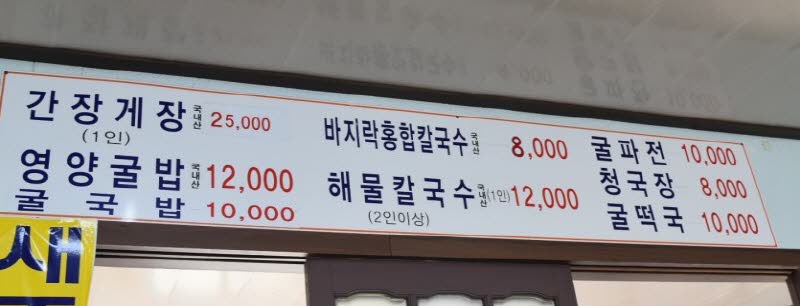 간장게장 국내산 25,000
(1인)
영양굴밥 국내산 12,000
굴국밥 10,000
바지락홍합칼국수 국내산 8,000
해물칼국수 국내산 (1인) 12,000
(2인이상)
굴파전 10,000
청국장 8,000
굴떡국 10,000
새